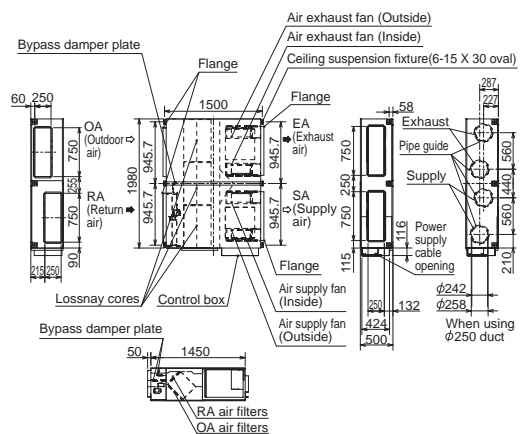 Air exhaust fan (Outside)
Air exhaust fan (Inside)
Bypass damper plate
Flange
Ceiling suspension fixture(6-15 X 30 oval)
60
250
1500
Flange
58
287
227
OA
(Outdoor
air)
EA
(Exhaust
air)
Exhaust
Pipe guide
Supply
750
255
750
90
RA
(Return
air)
1980
945.7
945.7
945.7
945.7
SA
(Supply
air)
750
250
750
115
116
560
440
560
210
Power
supply
cable
opening
215
250
Flange
Lossnay cores
Control box
Air supply fan
(Inside)
Air supply fan
(Outside)
250
132
424
500
ϕ242
ϕ258
When using
ϕ250 duct
Bypass damper plate
50
1450
RA air filters
OA air filters